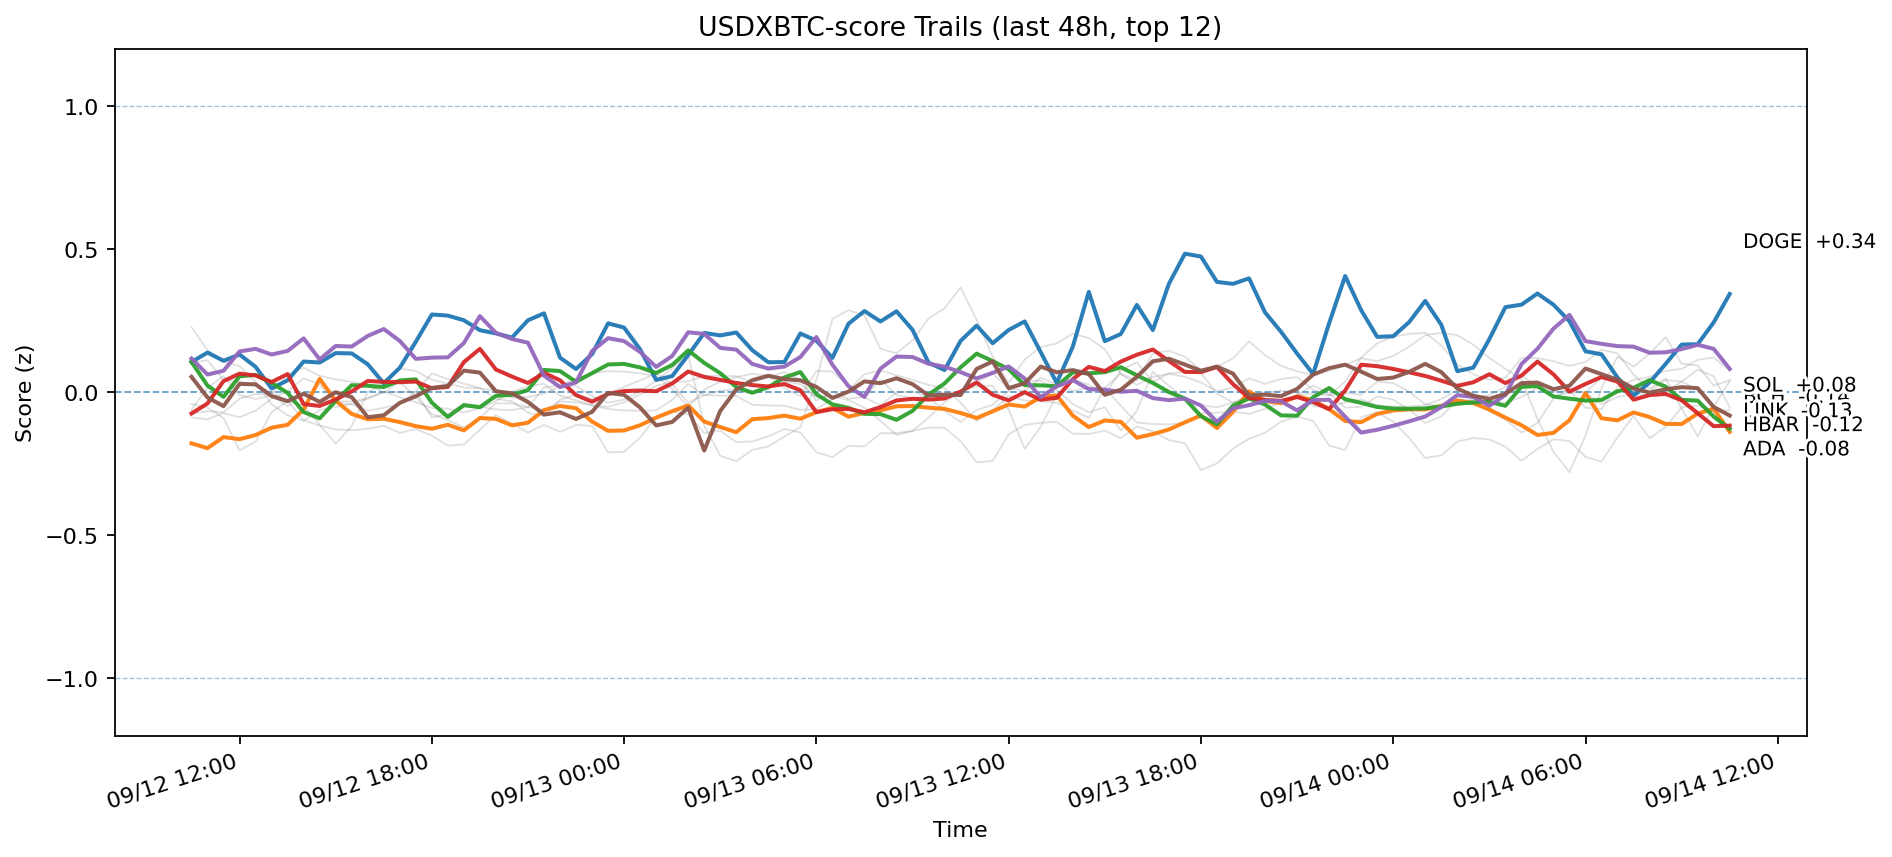 USDXBTC-score Trails (last 48h, top 12)
Score (z)
1.0
0.5
0.0
−0.5
−1.0
DOGE +0.34
SOL +0.08
LINK -0.13
HBAR -0.12
ADA -0.08
09/12 12:00
09/12 18:00
09/13 00:00
09/13 06:00
09/13 12:00
09/13 18:00
09/14 00:00
09/14 06:00
09/14 12:00
Time